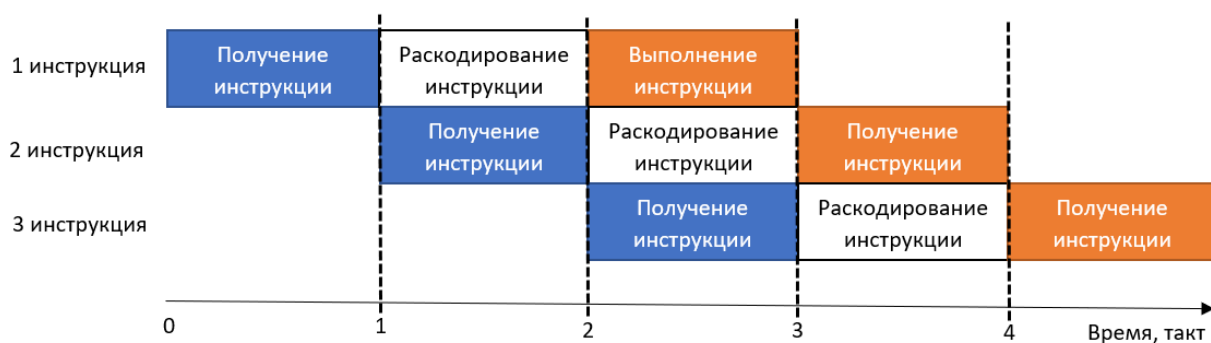 1 инструкция
Получение
инструкции
Раскодирование
инструкции
Выполнение
инструкции
2 инструкция
Получение
инструкции
Раскодирование
инструкции
Получение
инструкции
3 инструкция
Получение
инструкции
Раскодирование
инструкции
Получение
инструкции
0 1 2 3 4 Время, такт